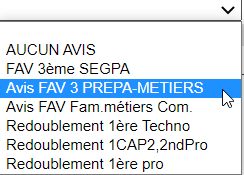 AUCUN AVIS
FAV 3ème SEGPA
Avis FAV 3 PREPA-METIERS
Avis FAV Fam.métiers Com.
Redoublement 1ère Techno
Redoublement 1CAP2,2ndPro
Redoublement 1ère pro